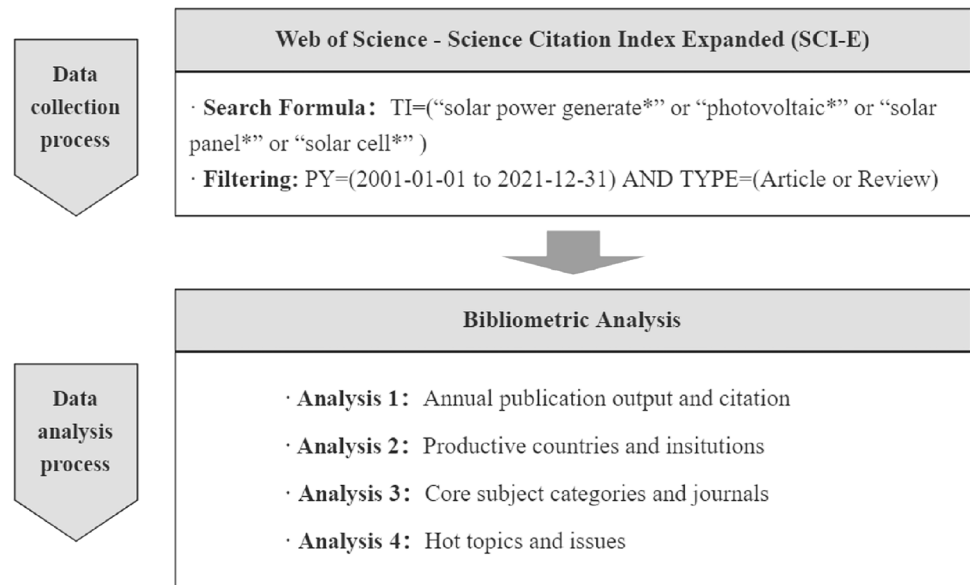 Data
collection
process
Web of Science - Science Citation Index Expanded (SCI-E)
· Search Formula： TI=(“solar power generate*” or “photovoltaic*” or “solar
panel*” or “solar cell*” )
· Filtering: PY=(2001-01-01 to 2021-12-31) AND TYPE=(Article or Review)
Data
analysis
process
Bibliometric Analysis
· Analysis 1： Annual publication output and citation
· Analysis 2： Productive countries and insitutions
· Analysis 3： Core subject categories and journals
· Analysis 4： Hot topics and issues